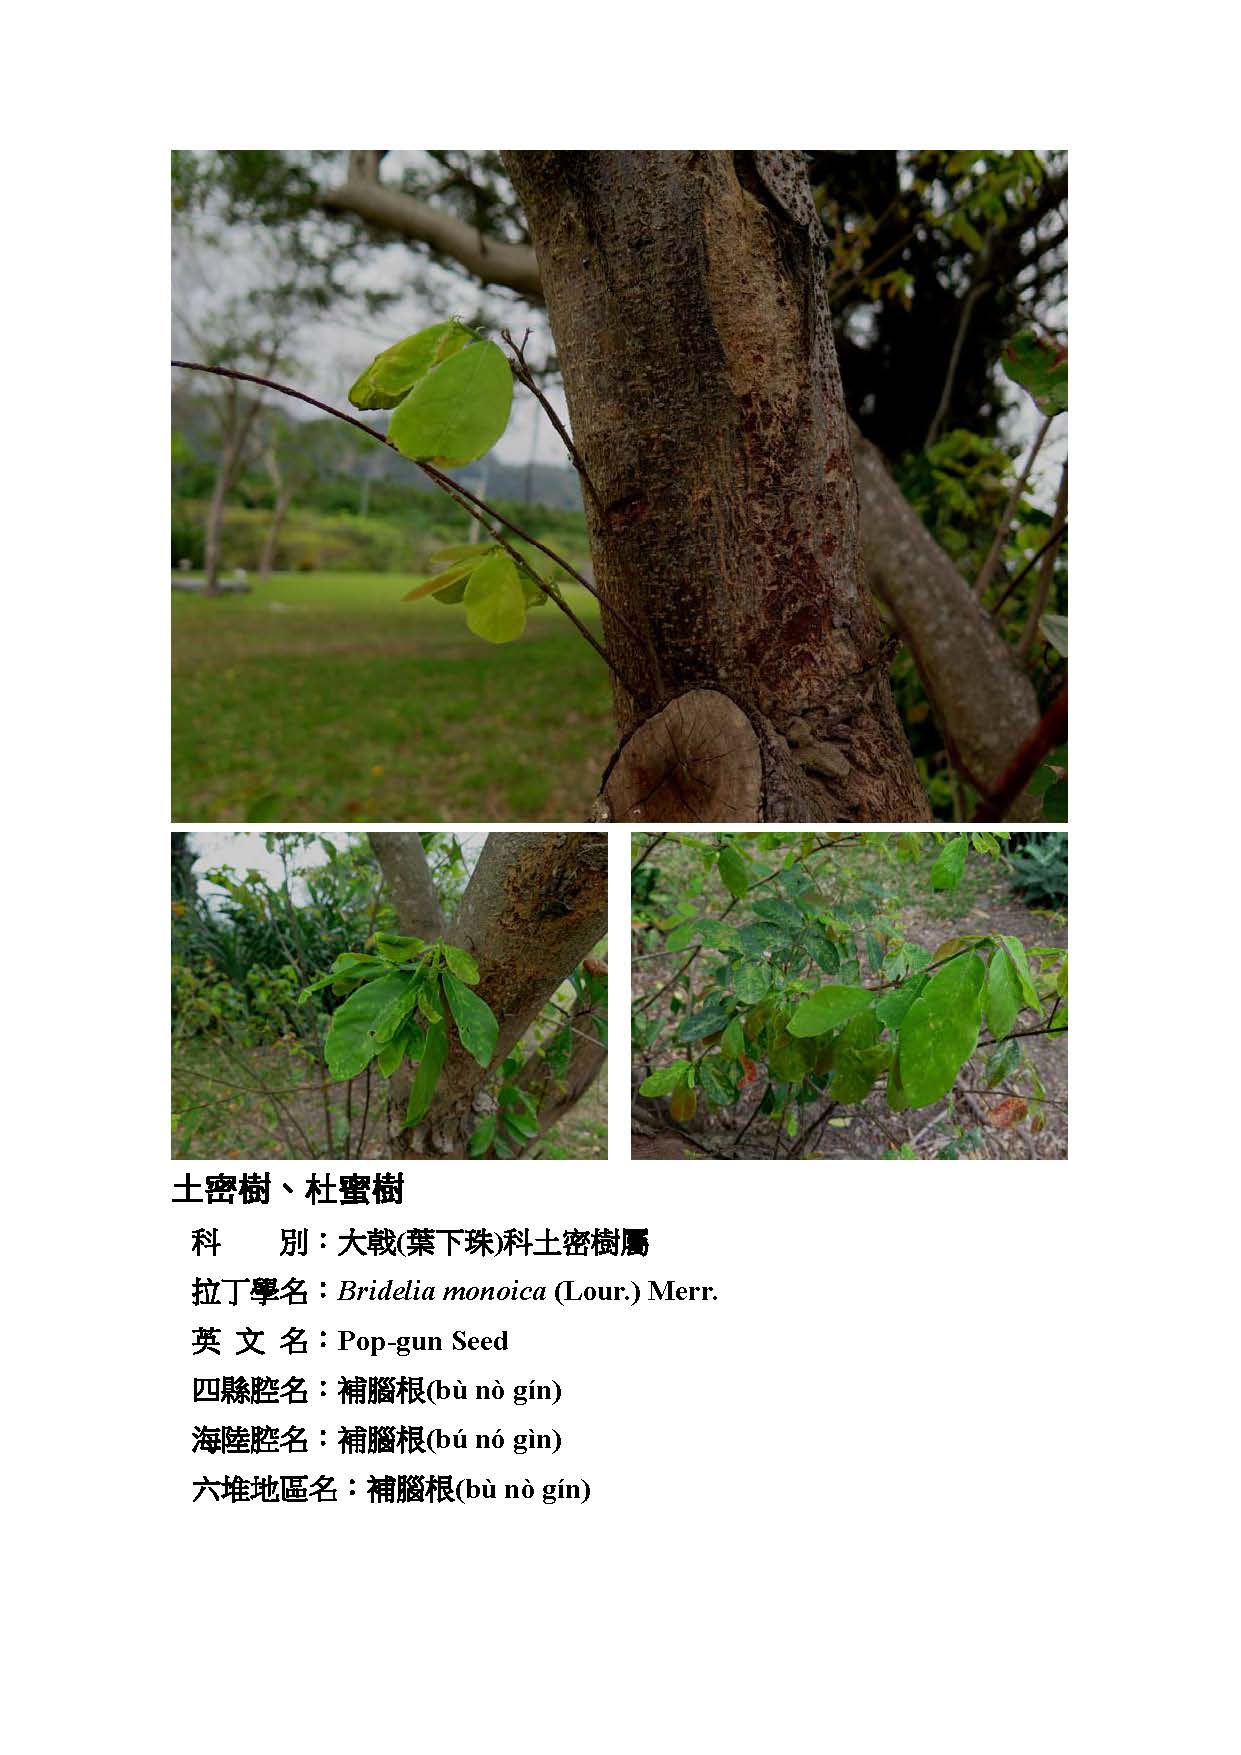 土密樹、杜蜜樹
科　　別：大戟(葉下珠)科土密樹屬
拉丁學名：Bridelia monoica (Lour.) Merr.
英 文 名：Pop-gun Seed
四縣腔名：補腦根(bù nò gín)
海陸腔名：補腦根(bú nó gìn)
六堆地區名：補腦根(bù nò gín)